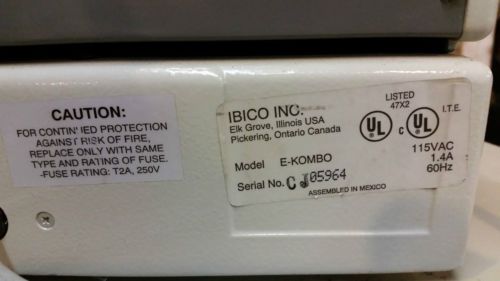 CAUTION:
FOR CONTIN' IED PROTECTION
AGAINST RISK OF FIRE,
REPLACE ONLY WITH SAME
TYPE AND RATING OF FUSE.
-FUSE RATING: T2A, 250V
IBICO INC.
Elk Grove, Illinois USA
Pickering, Ontario Canada
Model E-KOMBO
Serial No. CJ05964
ASSEMBLED IN MEXICO
LISTED
47X2
UL C UL I.T.E.
115VAC
1.4A
60Hz